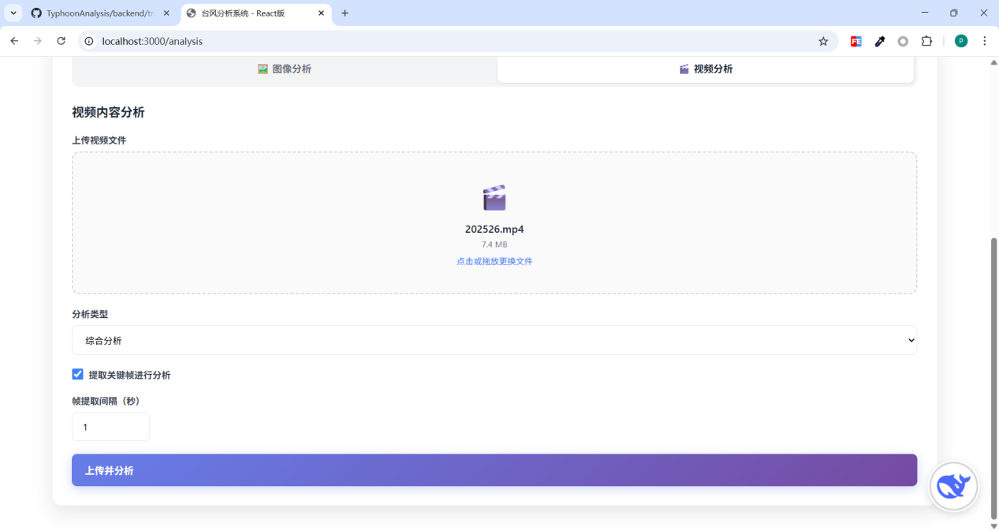 TyphoonAnalysis/backend/tra
台风分析系统 - React版
localhost:3000/analysis
FE
P
图像分析
视频分析
视频内容分析
上传视频文件
202526.mp4
7.4 MB
点击或拖放更换文件
分析类型
综合分析
提取关键帧进行分析
帧提取间隔（秒）
1
上传并分析